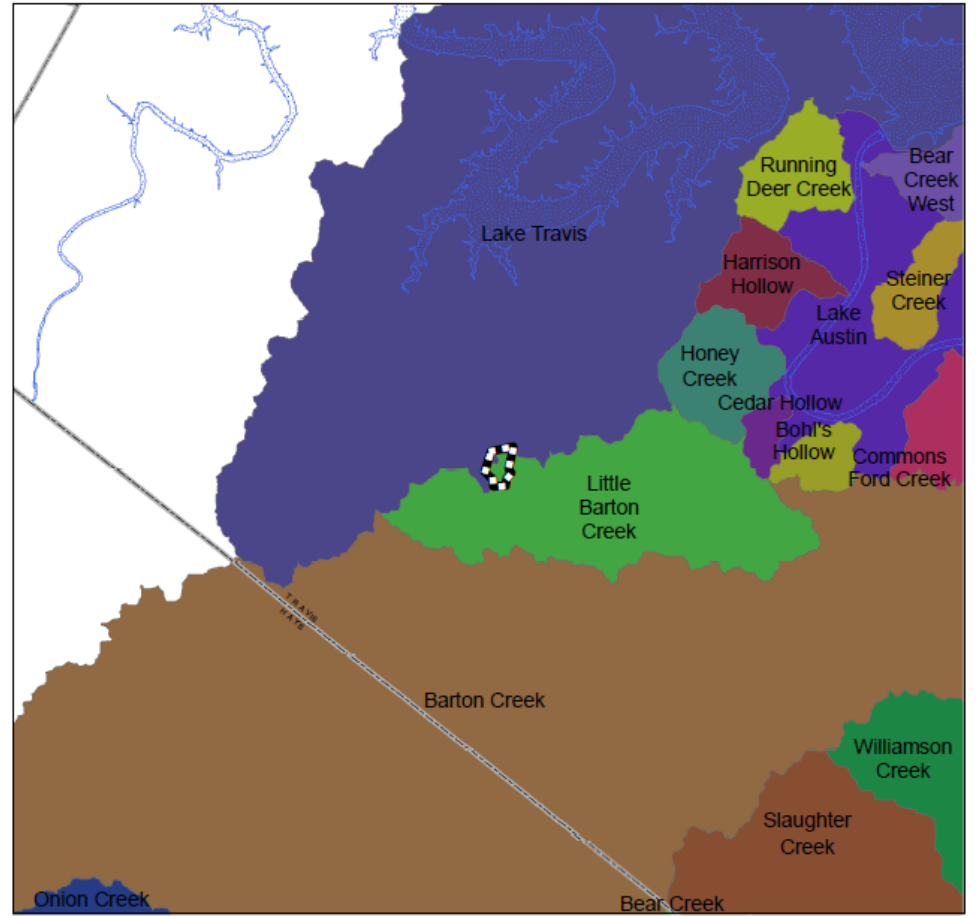 Running
Deer Creek
Bear
Creek
West
Lake Travis
Harrison
Hollow
Steiner
Creek
Lake
Austin
Honey
Creek
Cedar Hollow
Bohl's
Hollow
Commons
Ford Creek
Little
Barton
Creek
TRAVIS
HAYS
Barton Creek
Williamson
Creek
Slaughter
Creek
Onion Creek
Bear Creek